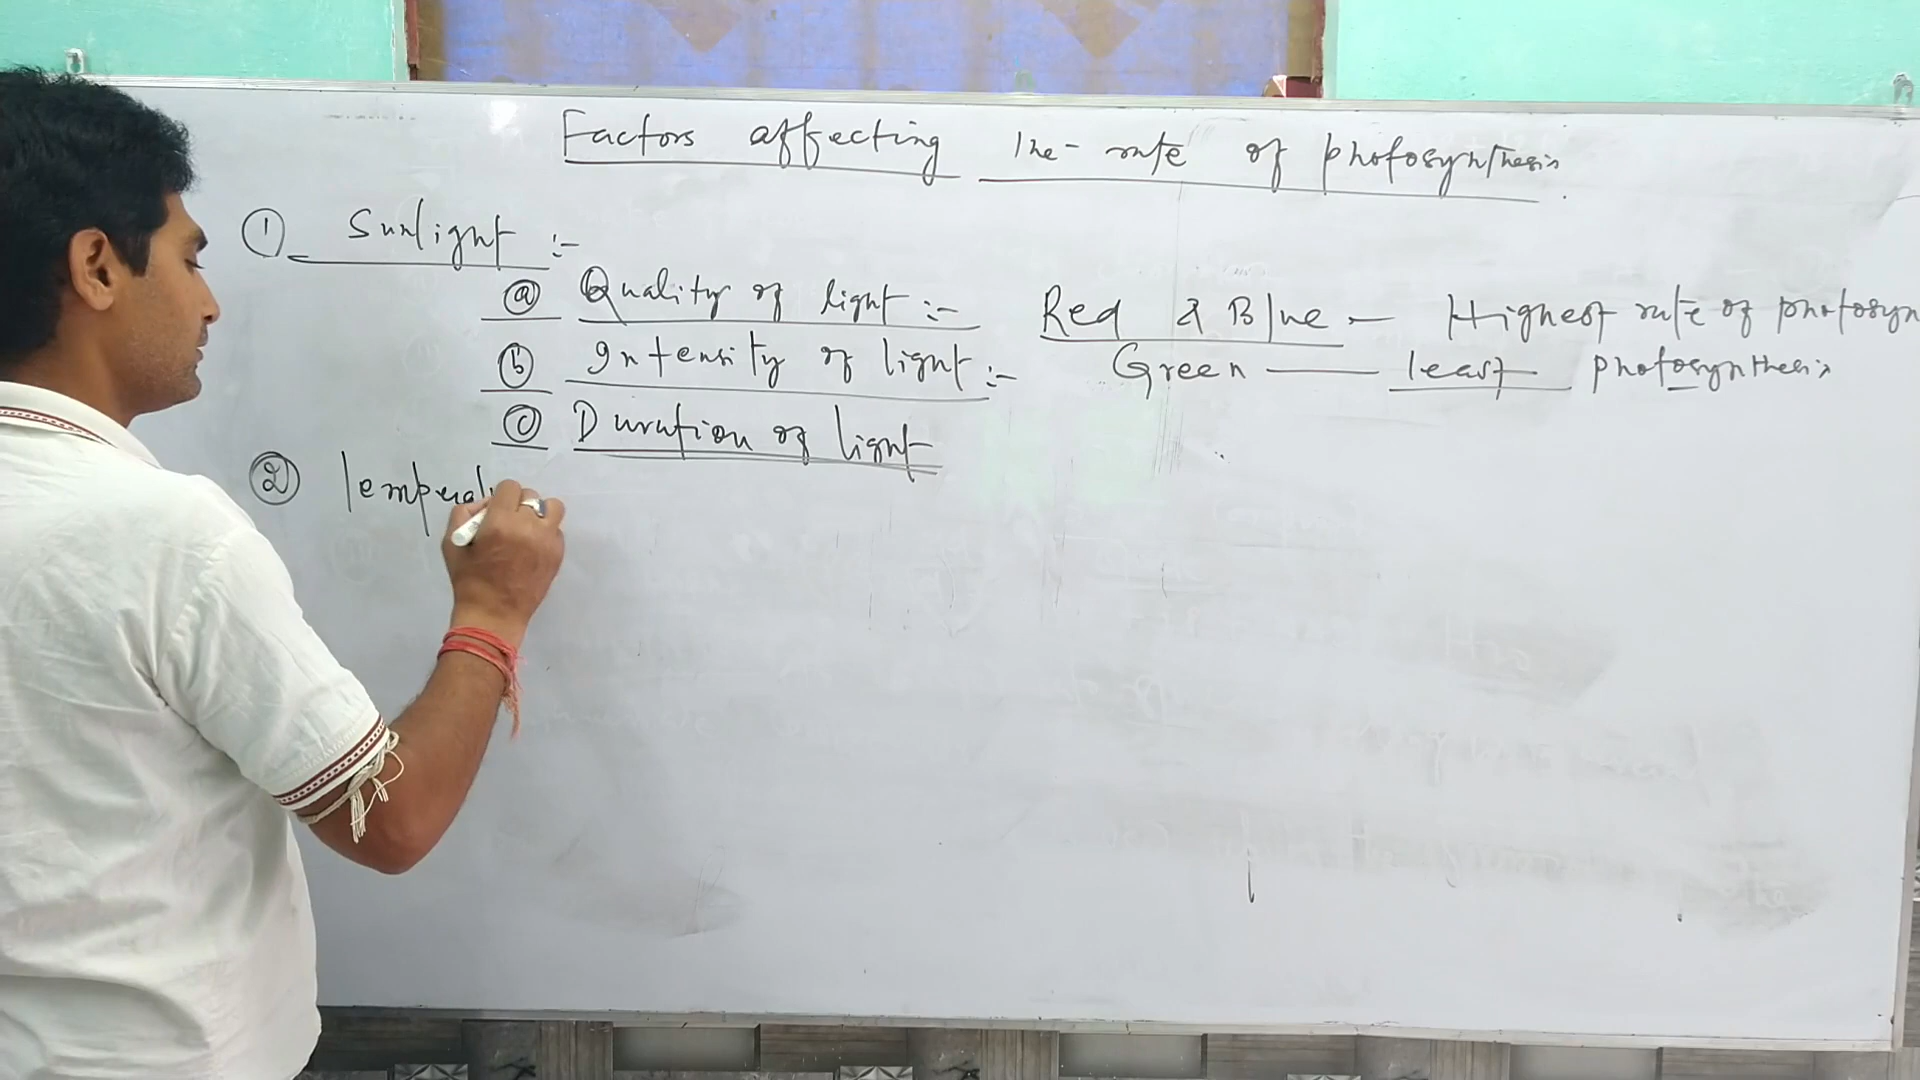 Factors affecting the rate of photosynthesis
① Sunlight :-
ⓐ Quality of light :- Red & Blue — Highest rate of photosyn
ⓑ Intensity of light :- Green — least photosynthesis
ⓒ Duration of light
② Temperat